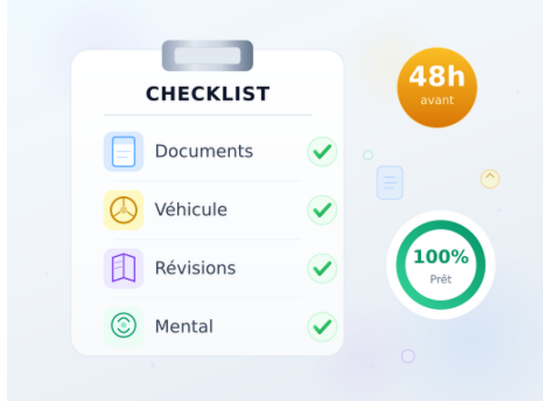 CHECKLIST
Documents
Véhicule
Révisions
Mental
48h
avant
100%
Prêt